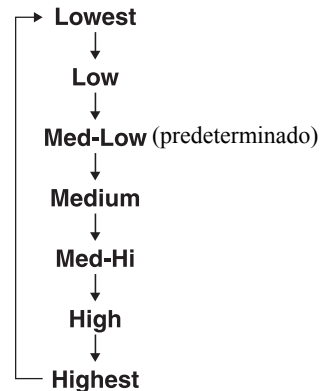 Lowest
Low
Med-Low (predeterminado)
Medium
Med-Hi
High
Highest